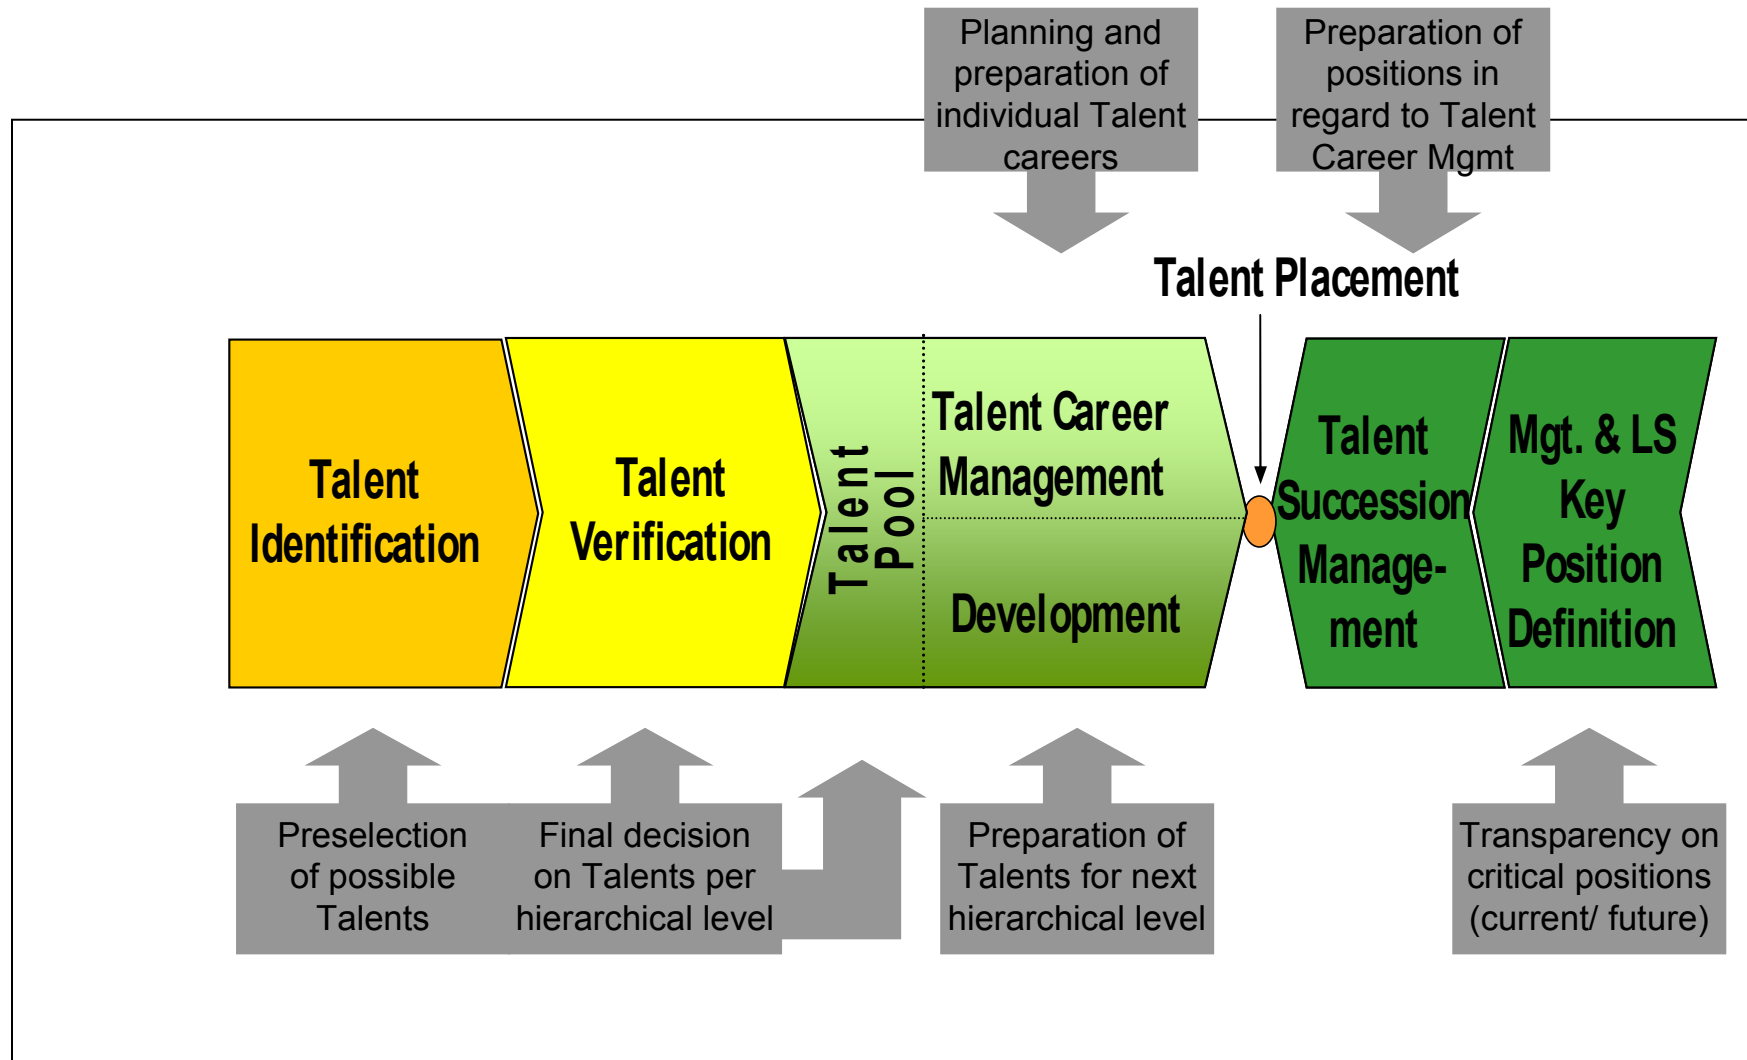 Planning and
preparation of
individual Talent
careers
Preparation of
positions in
regard to Talent
Career Mgmt
Talent Placement
Talent
Identification
Talent
Verification
Talent
Pool
Talent Career
Management
Development
Talent
Succession
Manage-
ment
Mgt. & LS
Key
Position
Definition
Preselection
of possible
Talents
Final decision
on Talents per
hierarchical level
Preparation of
Talents for next
hierarchical level
Transparency on
critical positions
(current/ future)